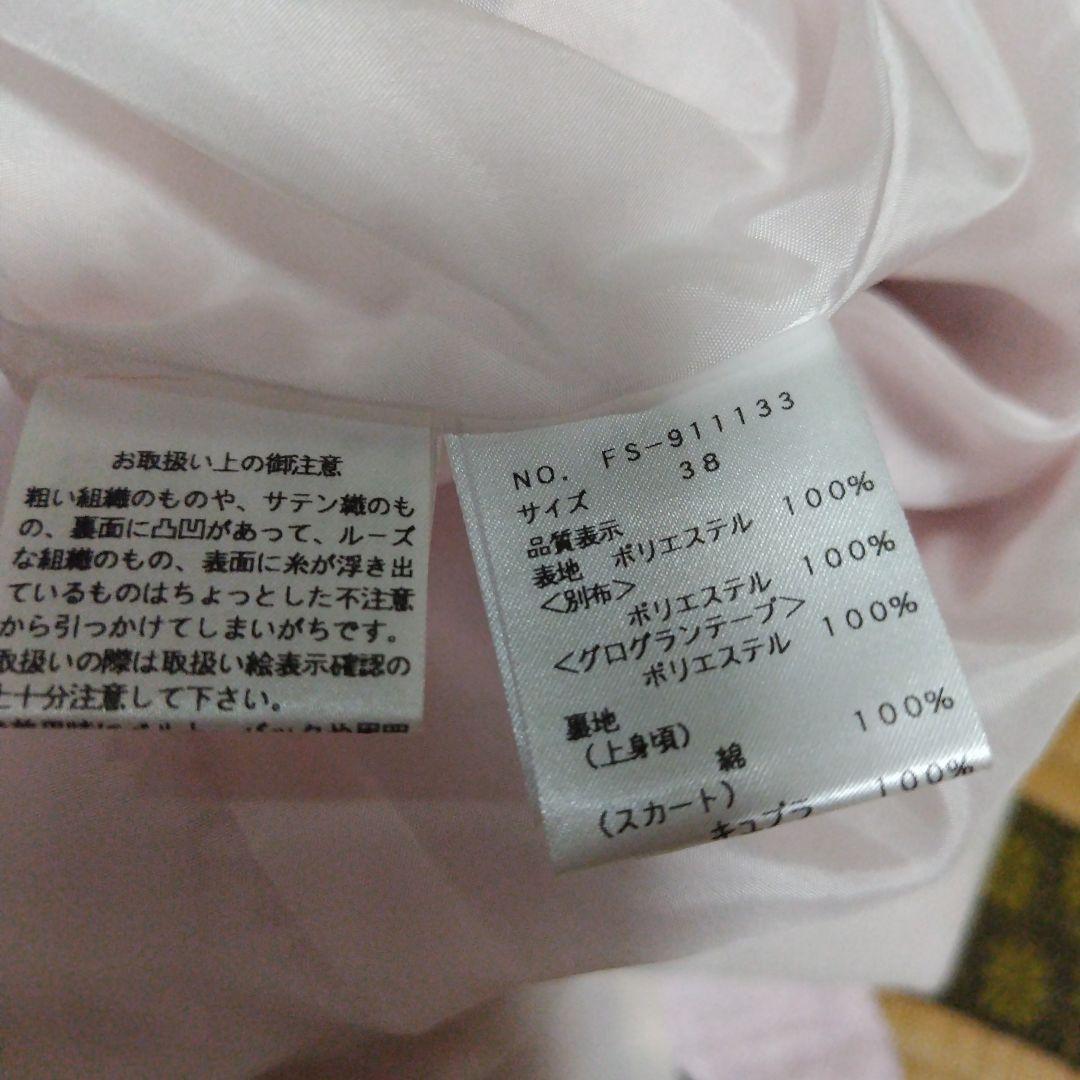 お取扱い上の御注意
粗い組織のものや、サテン織のも
の、裏面に凸凹があって、ルーズ
な組織のもの、表面に糸が浮き出
ているものはちょっとした不注意
から引っかけてしまいがちです。
取扱いの際は取扱い絵表示確認の
上十分注意して下さい。
NO. FS-911133
サイズ 38
品質表示
表地 ポリエステル 100%
<別布>
ポリエステル 100%
<グログランテープ>
ポリエステル 100%
裏地
(上身頃)
綿 100%
(スカート)
キュプラ 100%